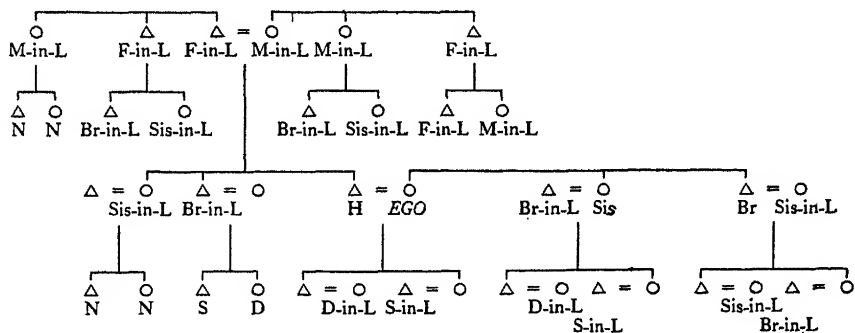 M-in-L F-in-L F-in-L = M-in-L M-in-L F-in-L
N N Br-in-L Sis-in-L Br-in-L Sis-in-L F-in-L M-in-L
= = = = =
Sis-in-L Br-in-L H EGO Br-in-L Sis Br Sis-in-L
= = = = = =
N N S D D-in-L S-in-L D-in-L Sis-in-L
S-in-L Br-in-L